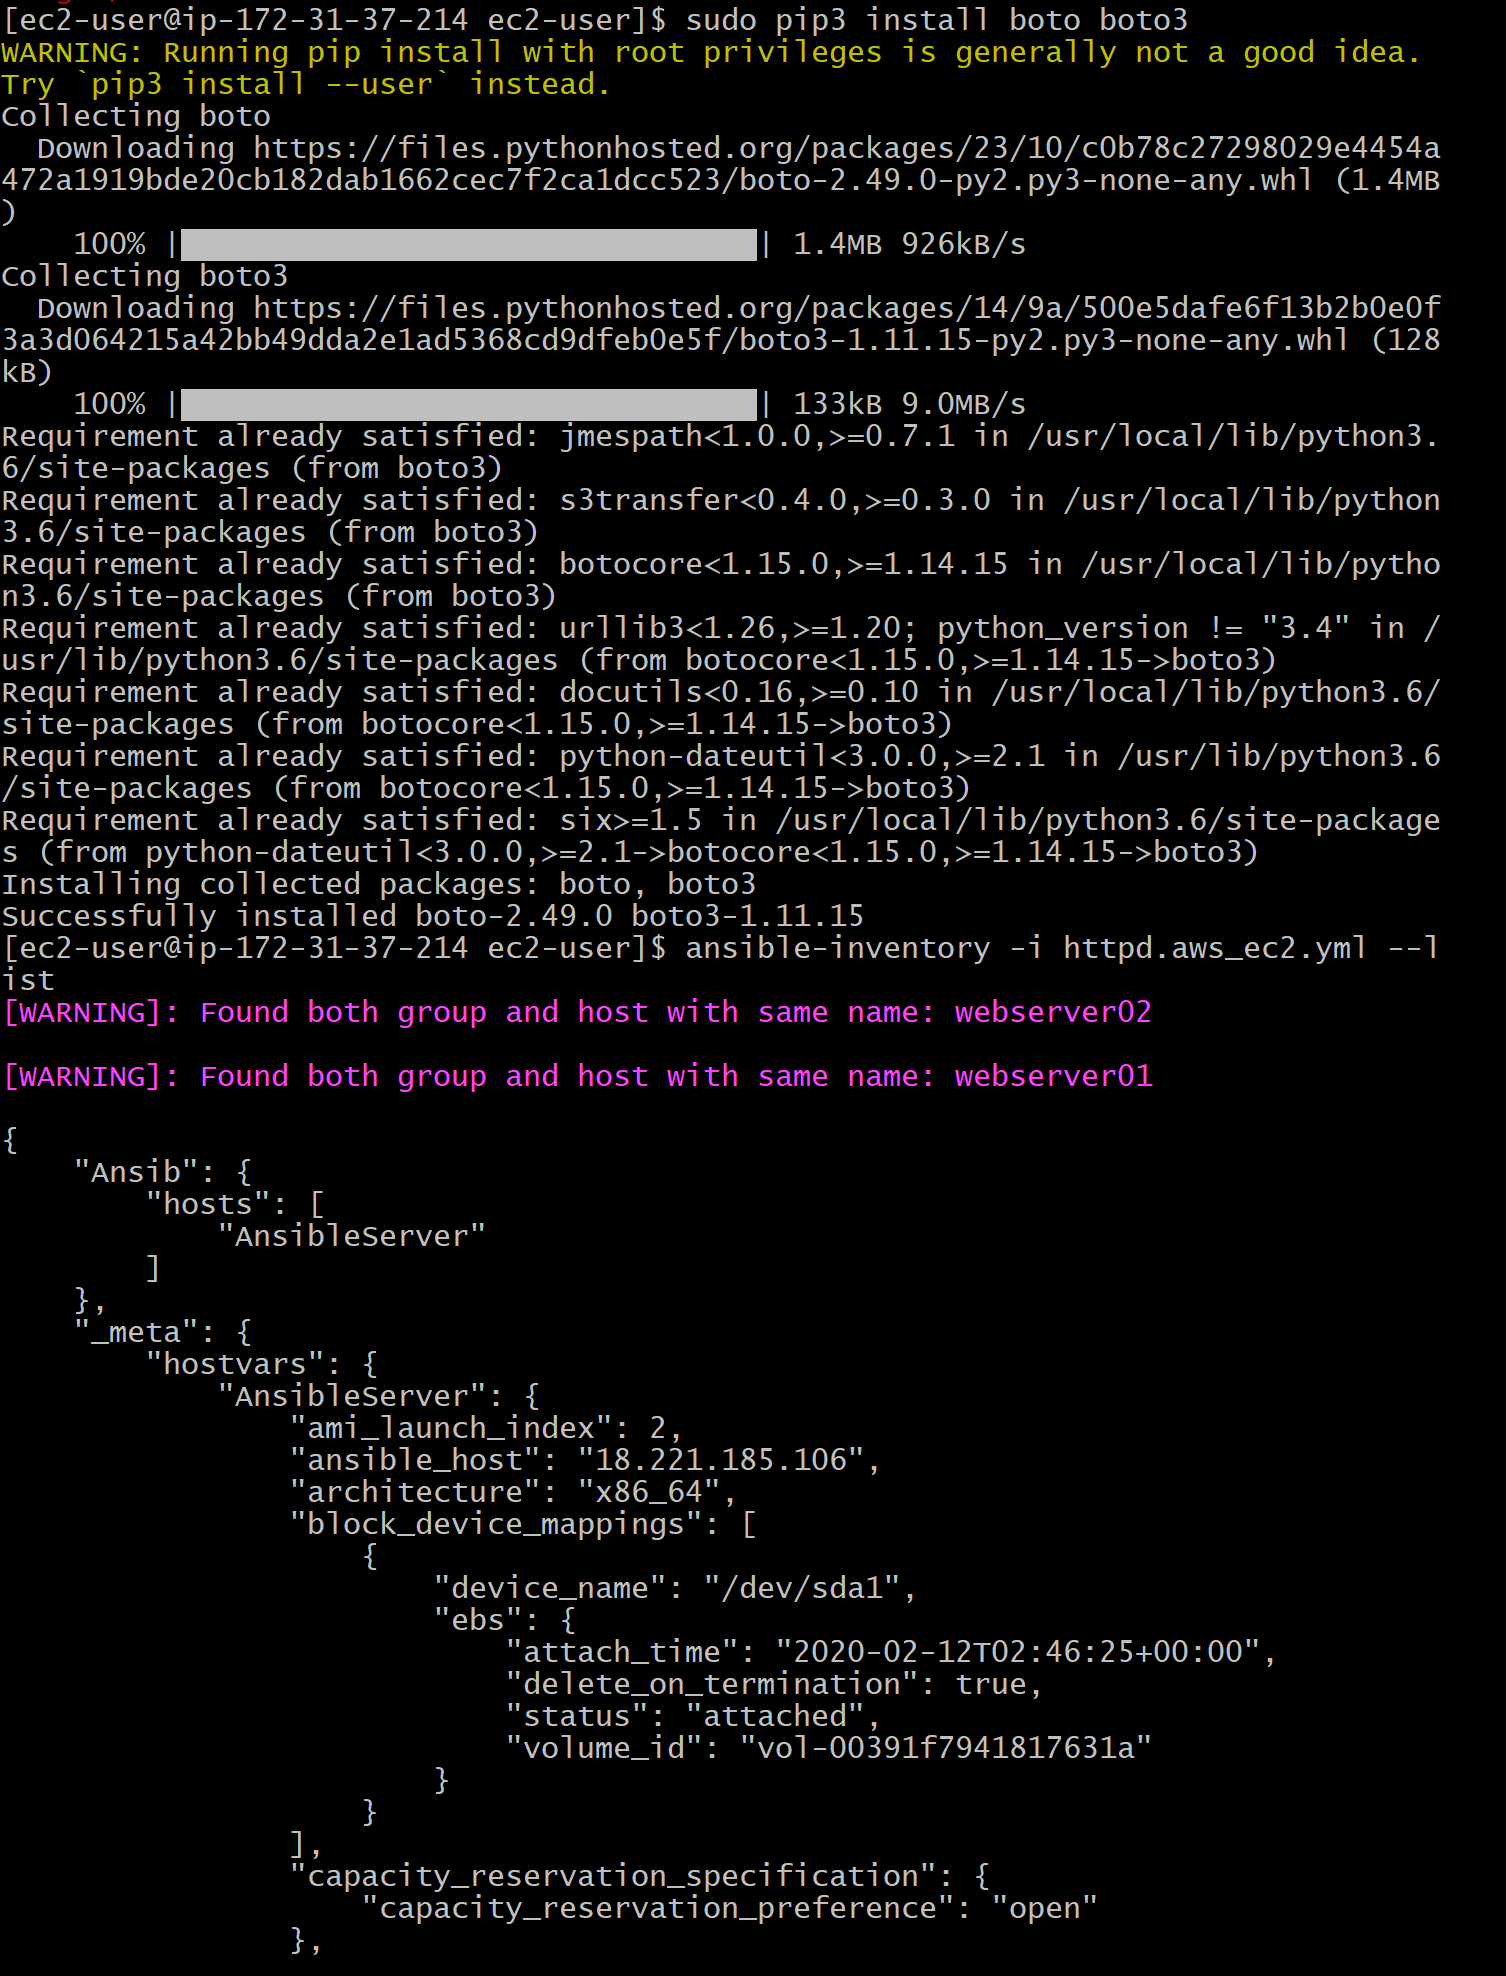 [ec2-user@ip-172-31-37-214 ec2-user]$ sudo pip3 install boto boto3
WARNING: Running pip install with root privileges is generally not a good idea.
Try `pip3 install --user` instead.
Collecting boto
  Downloading https://files.pythonhosted.org/packages/23/10/c0b78c27298029e4454a
472a1919bde20cb182dab1662cec7f2ca1dcc523/boto-2.49.0-py2.py3-none-any.whl (1.4MB
)
    100% |                                | 1.4MB 926kB/s
Collecting boto3
  Downloading https://files.pythonhosted.org/packages/14/9a/500e5dafe6f13b2b0e0f
3a3d064215a42bb49dda2e1ad5368cd9dfeb0e5f/boto3-1.11.15-py2.py3-none-any.whl (128
kB)
    100% |                                | 133kB 9.0MB/s
Requirement already satisfied: jmespath<1.0.0,>=0.7.1 in /usr/local/lib/python3.
6/site-packages (from boto3)
Requirement already satisfied: s3transfer<0.4.0,>=0.3.0 in /usr/local/lib/python
3.6/site-packages (from boto3)
Requirement already satisfied: botocore<1.15.0,>=1.14.15 in /usr/local/lib/pytho
n3.6/site-packages (from boto3)
Requirement already satisfied: urllib3<1.26,>=1.20; python_version != "3.4" in /
usr/lib/python3.6/site-packages (from botocore<1.15.0,>=1.14.15->boto3)
Requirement already satisfied: docutils<0.16,>=0.10 in /usr/local/lib/python3.6/
site-packages (from botocore<1.15.0,>=1.14.15->boto3)
Requirement already satisfied: python-dateutil<3.0.0,>=2.1 in /usr/lib/python3.6
/site-packages (from botocore<1.15.0,>=1.14.15->boto3)
Requirement already satisfied: six>=1.5 in /usr/local/lib/python3.6/site-package
s (from python-dateutil<3.0.0,>=2.1->botocore<1.15.0,>=1.14.15->boto3)
Installing collected packages: boto, boto3
Successfully installed boto-2.49.0 boto3-1.11.15
[ec2-user@ip-172-31-37-214 ec2-user]$ ansible-inventory -i httpd.aws_ec2.yml --l
ist
[WARNING]: Found both group and host with same name: webserver02

[WARNING]: Found both group and host with same name: webserver01

{
    "Ansib": {
        "hosts": [
            "AnsibleServer"
        ]
    },
    "_meta": {
        "hostvars": {
            "AnsibleServer": {
                "ami_launch_index": 2,
                "ansible_host": "18.221.185.106",
                "architecture": "x86_64",
                "block_device_mappings": [
                    {
                        "device_name": "/dev/sda1",
                        "ebs": {
                            "attach_time": "2020-02-12T02:46:25+00:00",
                            "delete_on_termination": true,
                            "status": "attached",
                            "volume_id": "vol-00391f7941817631a"
                        }
                    }
                ],
                "capacity_reservation_specification": {
                    "capacity_reservation_preference": "open"
                },